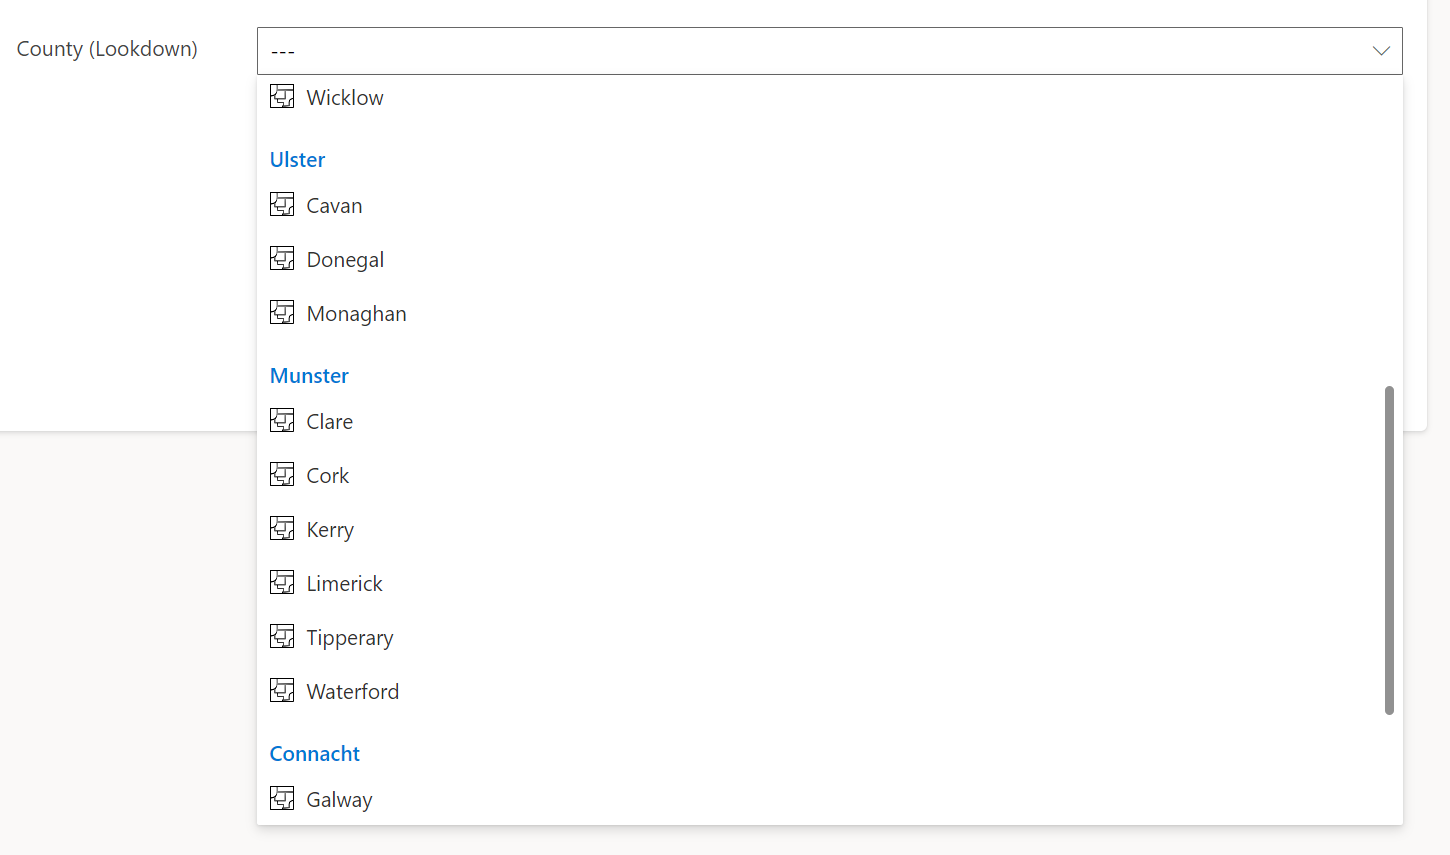 County (Lookdown)
---
Wicklow
Ulster
Cavan
Donegal
Monaghan
Munster
Clare
Cork
Kerry
Limerick
Tipperary
Waterford
Connacht
Galway